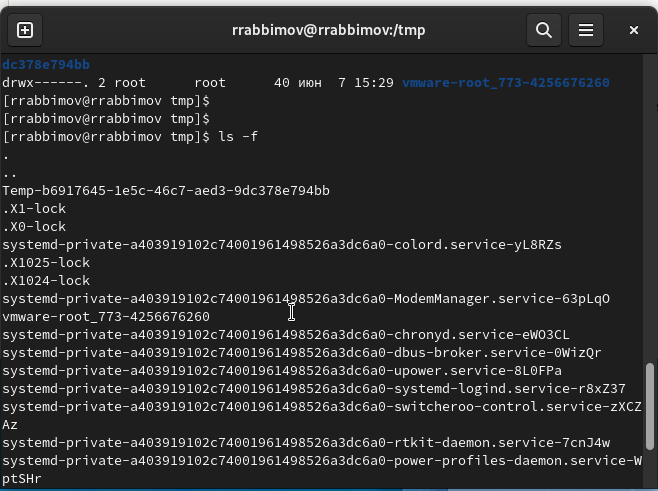 rrabbimov@rrabbimov:/tmp
dc378e794bb
drwx------. 2 root      root      40 июн  7 15:29 vmware-root_773-4256676260
[rrabbimov@rrabbimov tmp]$
[rrabbimov@rrabbimov tmp]$
[rrabbimov@rrabbimov tmp]$ ls -f
.
..
Temp-b6917645-1e5c-46c7-aed3-9dc378e794bb
.X1-lock
.X0-lock
systemd-private-a403919102c74001961498526a3dc6a0-colord.service-yL8RZs
.X1025-lock
.X1024-lock
systemd-private-a403919102c74001961498526a3dc6a0-ModemManager.service-63pLqO
vmware-root_773-4256676260
systemd-private-a403919102c74001961498526a3dc6a0-chronyd.service-eWO3CL
systemd-private-a403919102c74001961498526a3dc6a0-dbus-broker.service-0WizQr
systemd-private-a403919102c74001961498526a3dc6a0-upower.service-8L0FPa
systemd-private-a403919102c74001961498526a3dc6a0-systemd-logind.service-r8xZ37
systemd-private-a403919102c74001961498526a3dc6a0-switcheroo-control.service-zXCZ
Az
systemd-private-a403919102c74001961498526a3dc6a0-rtkit-daemon.service-7cnJ4w
systemd-private-a403919102c74001961498526a3dc6a0-power-profiles-daemon.service-W
ptSHr